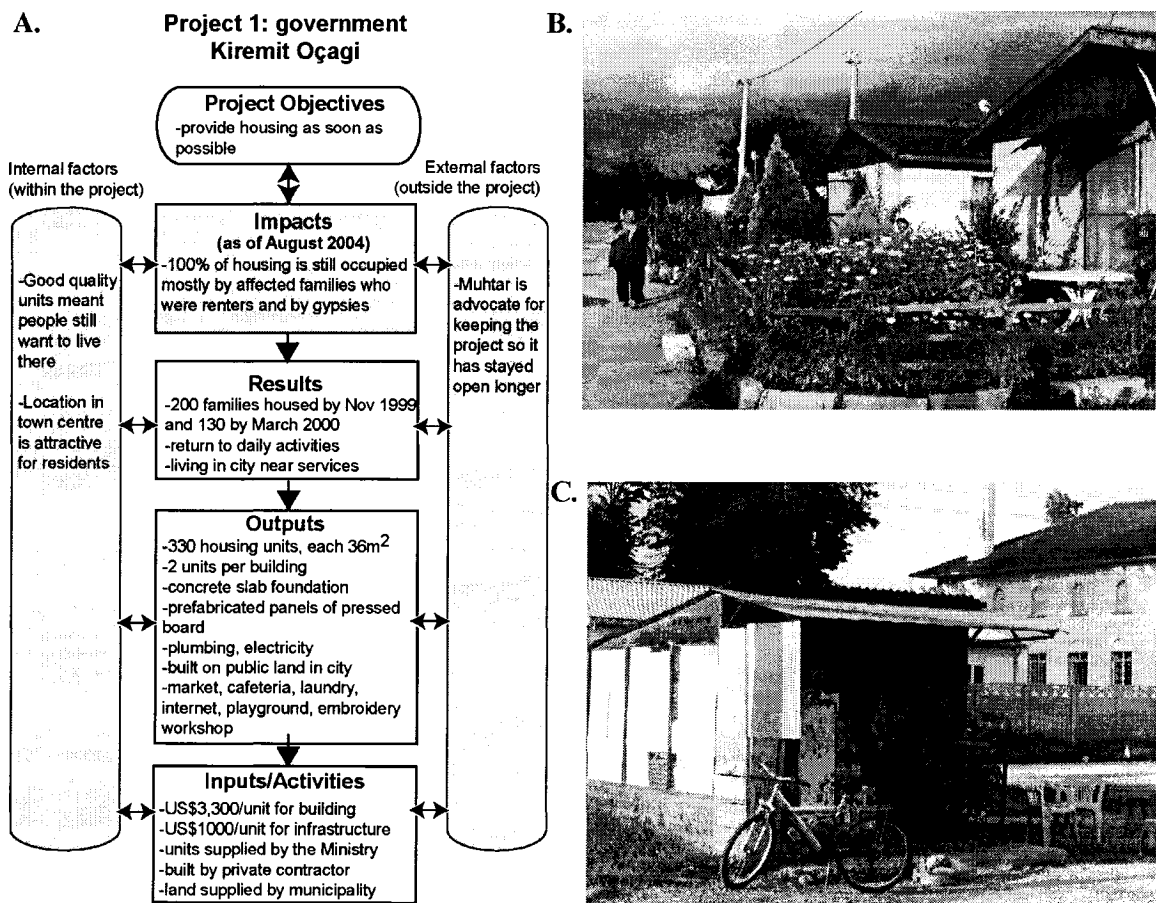 A.
Project 1: government
Kiremit Oçagi
Project Objectives
-provide housing as soon as
possible
Internal factors
(within the project)
External factors
(outside the project)
Impacts
(as of August 2004)
-100% of housing is still occupied
mostly by affected families who
were renters and by gypsies
-Good quality
units meant
people still
want to live
there
-Location in
town centre
is attractive
for residents
-Muhtar is
advocate for
keeping the
project so it
has stayed
open longer
Results
-200 families housed by Nov 1999
and 130 by March 2000
-return to daily activities
-living in city near services
Outputs
-330 housing units, each 36m²
-2 units per building
-concrete slab foundation
-prefabricated panels of pressed
board
-plumbing, electricity
-built on public land in city
-market, cafeteria, laundry,
internet, playground, embroidery
workshop
Inputs/Activities
-US$3,300/unit for building
-US$1000/unit for infrastructure
-units supplied by the Ministry
-built by private contractor
-land supplied by municipality
B.
C.